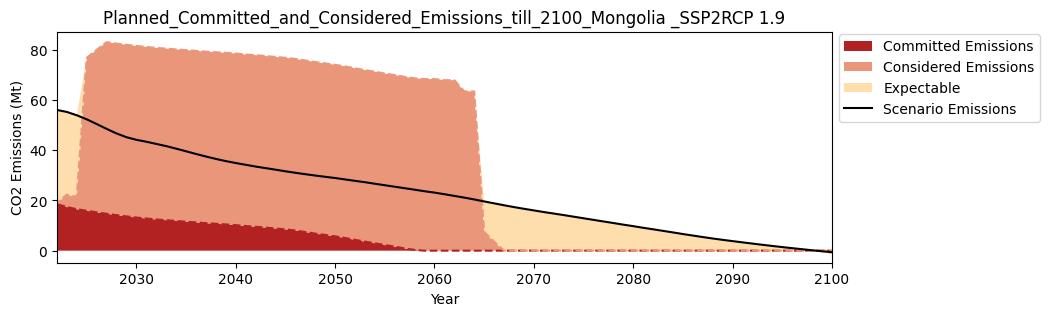 Planned_Committed_and_Considered_Emissions_till_2100_Mongolia _SSP2RCP 1.9
Committed Emissions
Considered Emissions
Expectable
Scenario Emissions
CO2 Emissions (Mt)
80
60
40
20
0
2030 2040 2050 2060 2070 2080 2090 2100
Year